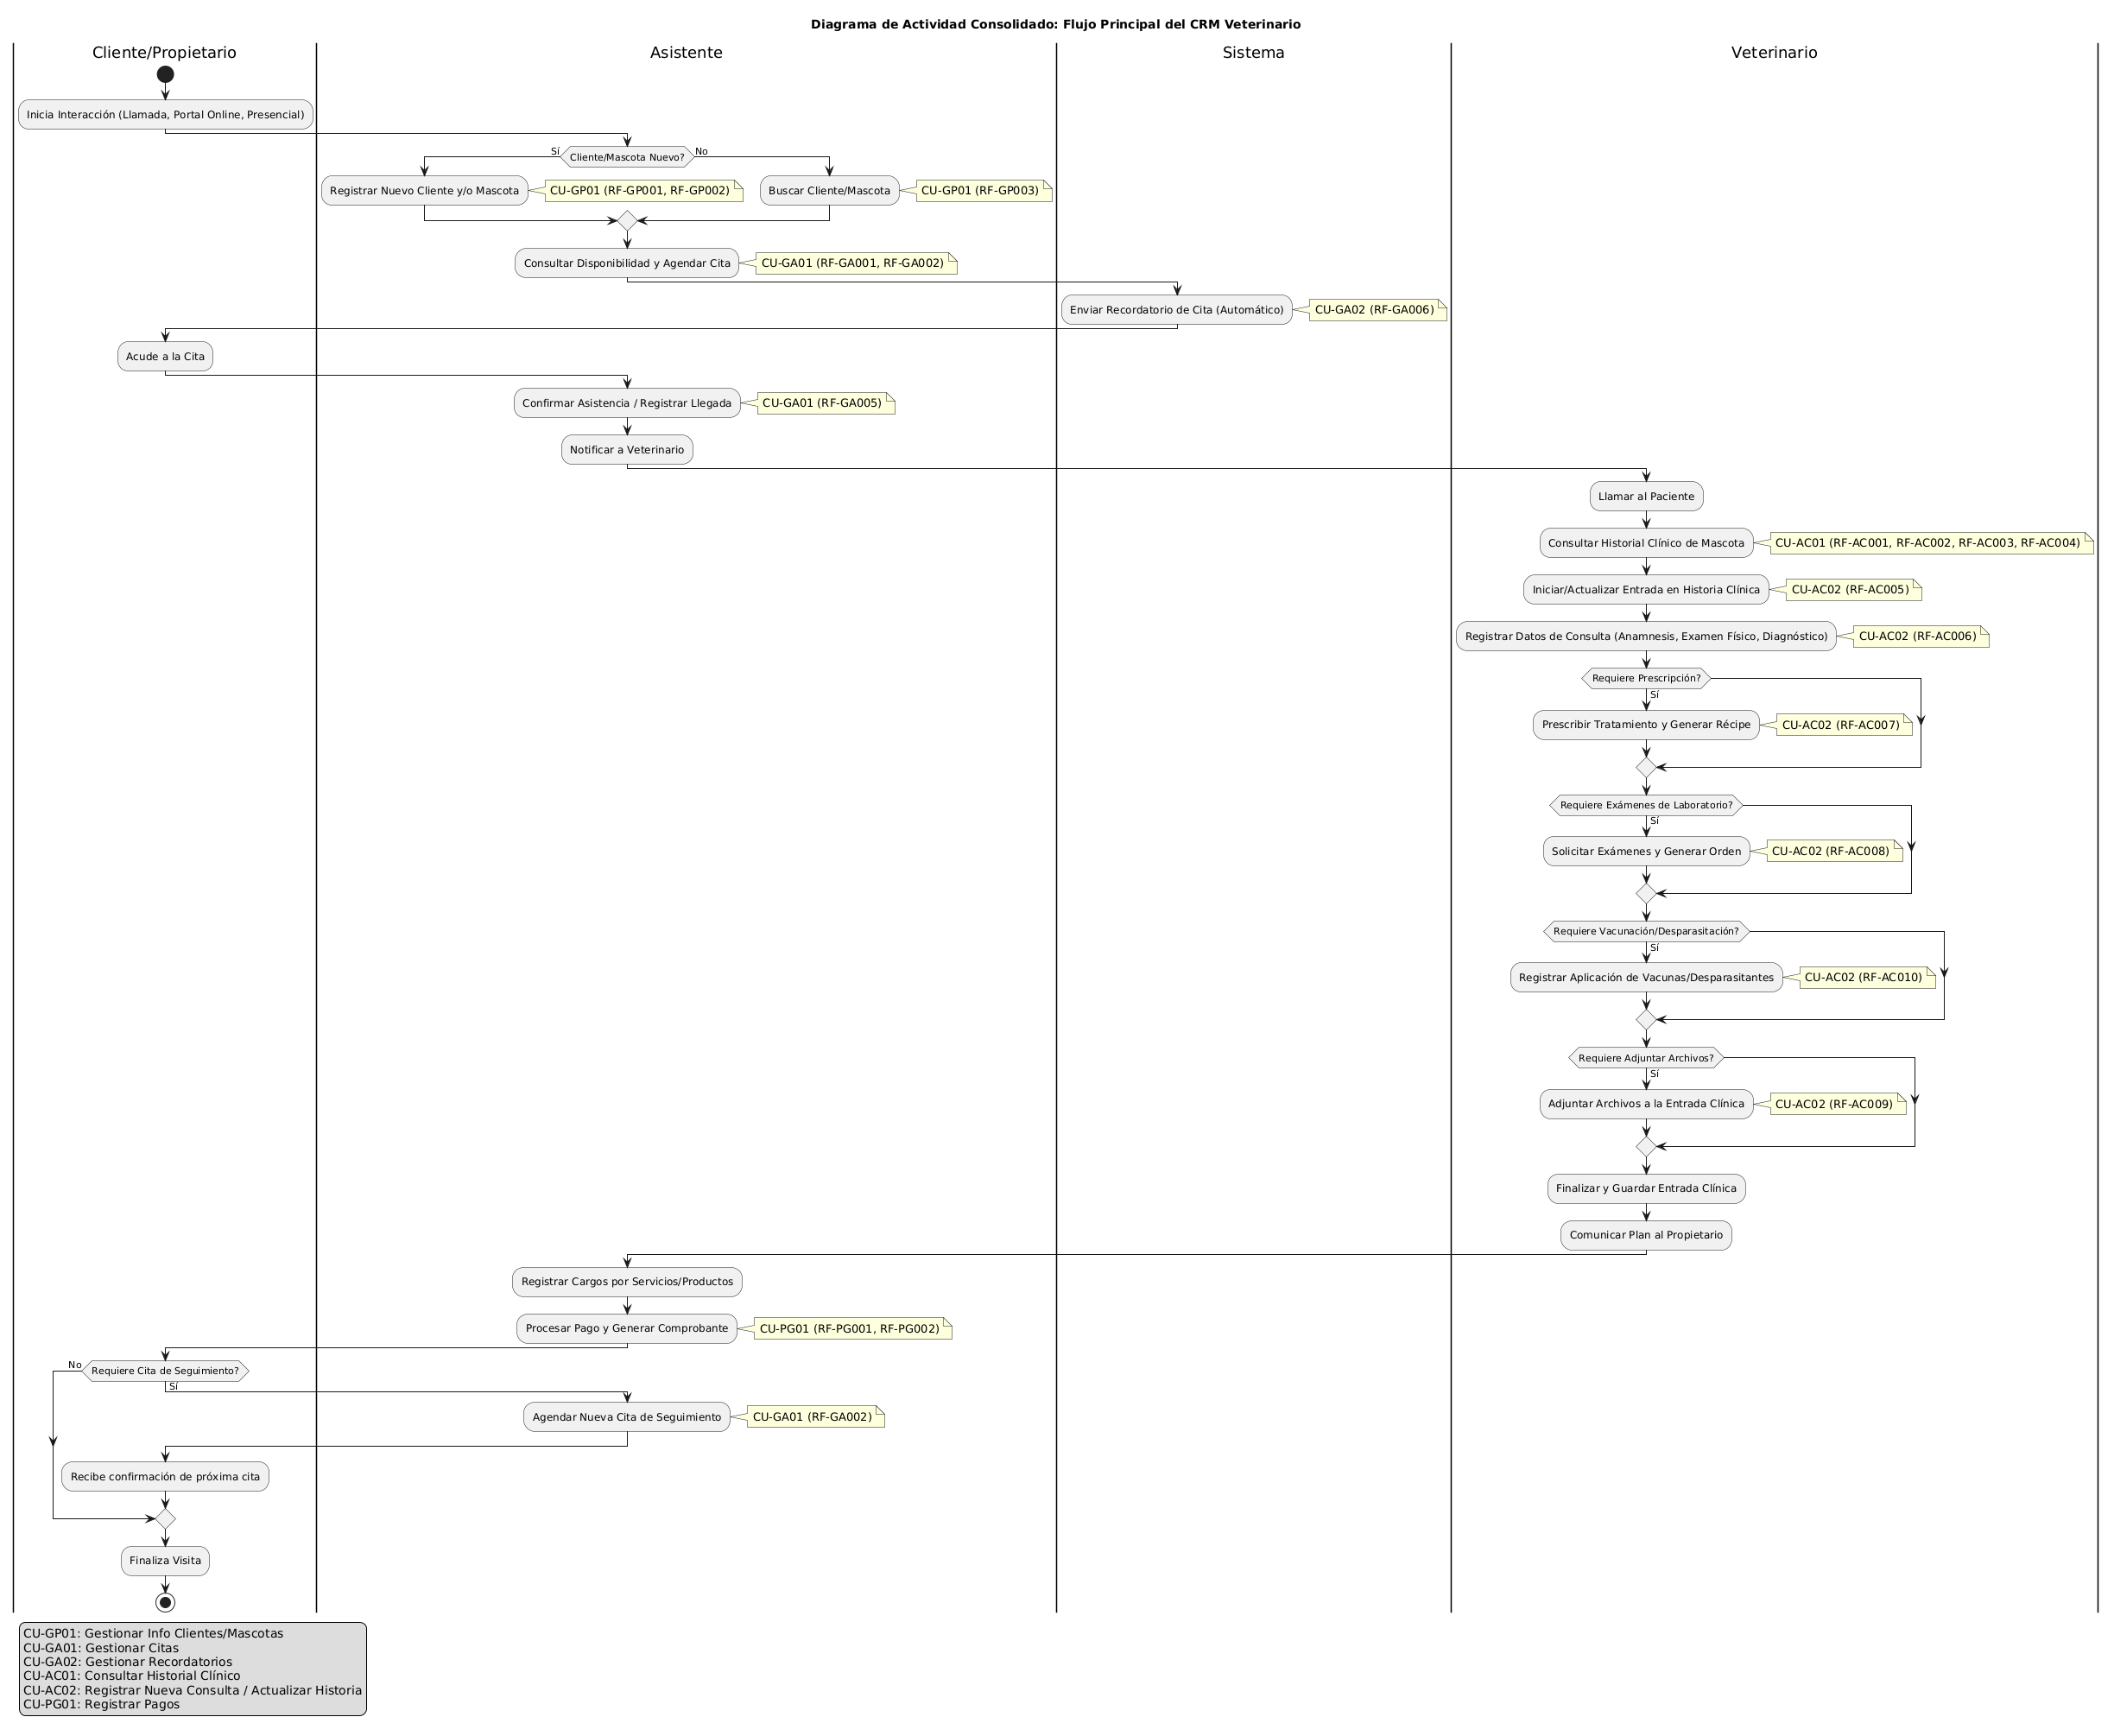 Diagrama de Actividad Consolidado: Flujo Principal del CRM Veterinario
Cliente/Propietario
Asistente
Sistema
Veterinario
Inicia Interacción (Llamada, Portal Online, Presencial)
Cliente/Mascota Nuevo?
Sí
No
Registrar Nuevo Cliente y/o Mascota
CU-GP01 (RF-GP001, RF-GP002)
Buscar Cliente/Mascota
CU-GP01 (RF-GP003)
Consultar Disponibilidad y Agendar Cita
CU-GA01 (RF-GA001, RF-GA002)
Enviar Recordatorio de Cita (Automático)
CU-GA02 (RF-GA006)
Acude a la Cita
Confirmar Asistencia / Registrar Llegada
CU-GA01 (RF-GA005)
Notificar a Veterinario
Llamar al Paciente
Consultar Historial Clínico de Mascota
CU-AC01 (RF-AC001, RF-AC002, RF-AC003, RF-AC004)
Iniciar/Actualizar Entrada en Historia Clínica
CU-AC02 (RF-AC005)
Registrar Datos de Consulta (Anamnesis, Examen Físico, Diagnóstico)
CU-AC02 (RF-AC006)
Requiere Prescripción?
Sí
Prescribir Tratamiento y Generar Récipe
CU-AC02 (RF-AC007)
Requiere Exámenes de Laboratorio?
Sí
Solicitar Exámenes y Generar Orden
CU-AC02 (RF-AC008)
Requiere Vacunación/Desparasitación?
Sí
Registrar Aplicación de Vacunas/Desparasitantes
CU-AC02 (RF-AC010)
Requiere Adjuntar Archivos?
Sí
Adjuntar Archivos a la Entrada Clínica
CU-AC02 (RF-AC009)
Finalizar y Guardar Entrada Clínica
Comunicar Plan al Propietario
Registrar Cargos por Servicios/Productos
Procesar Pago y Generar Comprobante
CU-PG01 (RF-PG001, RF-PG002)
No
Requiere Cita de Seguimiento?
Sí
Agendar Nueva Cita de Seguimiento
CU-GA01 (RF-GA002)
Recibe confirmación de próxima cita
Finaliza Visita
CU-GP01: Gestionar Info Clientes/Mascotas
CU-GA01: Gestionar Citas
CU-GA02: Gestionar Recordatorios
CU-AC01: Consultar Historial Clínico
CU-AC02: Registrar Nueva Consulta / Actualizar Historia
CU-PG01: Registrar Pagos